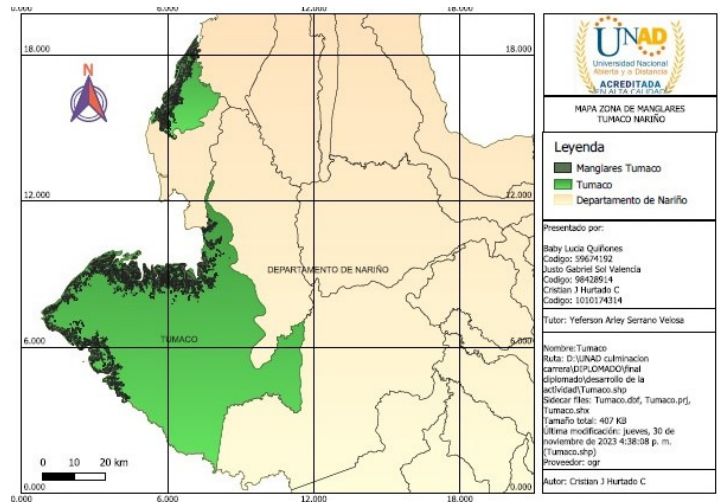 0.000 6.000 12.000 18.000
18.000 18.000
N
12.000 12.000
DEPARTAMENTO DE NARIÑO
TUMACO
6.000 6.000
0 10 20 km
0.000 0.000
6.000 12.000 18.000
UNAD
Universidad Nacional
Abierta y a Distancia
ACREDITADA
EN ALTA CALIDAD
MAPA ZONA DE MANGLARES
TUMACO NARIÑO
Leyenda
Manglares Tumaco
Tumaco
Departamento de Nariño
Presentado por:
Baby Lucia Quiñones
Codigo: 59674192
Justo Gabriel Sol Valencia
Codigo: 98428914
Cristian J Hurtado C
Codigo: 1010174314
Tutor: Yeferson Arley Serrano Velosa
Nombre:Tumaco
Ruta: D:\UNAD culminacion
carrera\DIPLOMADO\final
diplomado\desarrollo de la
actividad\Tumaco.shp
Sidecar files: Tumaco.dbf, Tumaco.prj,
Tumaco.shx
Tamaño total: 407 KB
Última modificación: jueves, 30 de
noviembre de 2023 4:38:08 p. m.
(Tumaco.shp)
Proveedor: ogr
Autor: Cristian J Hurtado C